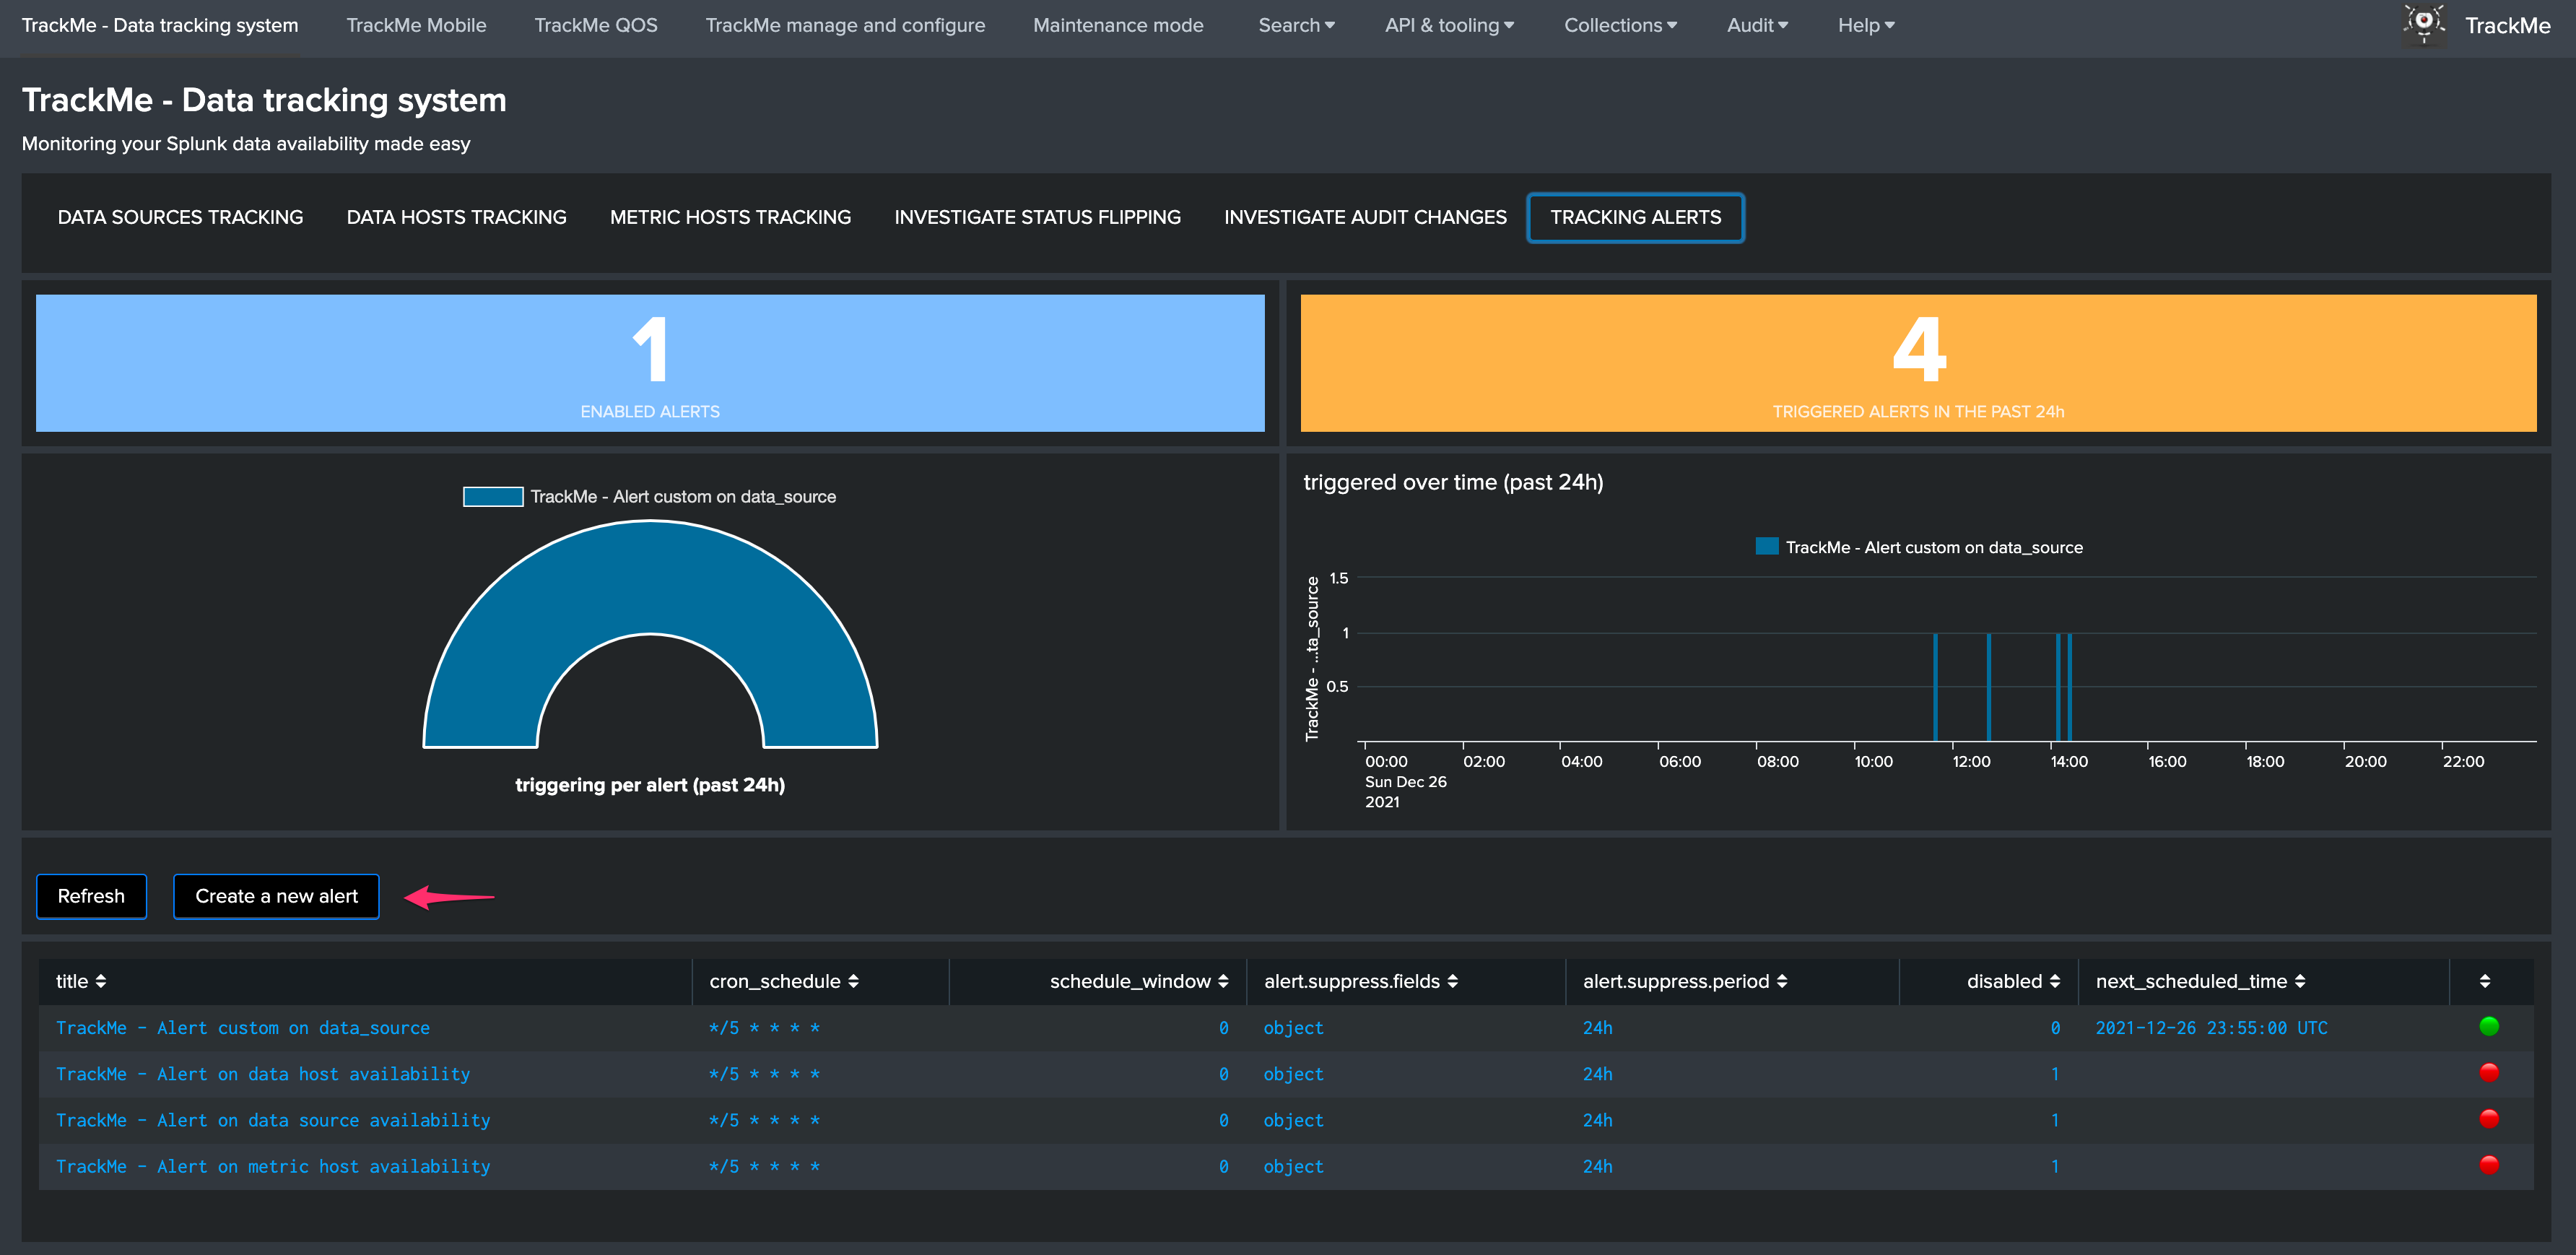 TrackMe - Data tracking system TrackMe Mobile TrackMe QOS TrackMe manage and configure Maintenance mode Search API & tooling Collections Audit Help TrackMe
TrackMe - Data tracking system
Monitoring your Splunk data availability made easy
DATA SOURCES TRACKING DATA HOSTS TRACKING METRIC HOSTS TRACKING INVESTIGATE STATUS FLIPPING INVESTIGATE AUDIT CHANGES TRACKING ALERTS
1
ENABLED ALERTS
4
TRIGGERED ALERTS IN THE PAST 24h
TrackMe - Alert custom on data_source
triggering per alert (past 24h)
triggered over time (past 24h)
TrackMe - Alert custom on data_source
TrackMe - ...ta_source
1.5
1
0.5
00:00 02:00 04:00 06:00 08:00 10:00 12:00 14:00 16:00 18:00 20:00 22:00
Sun Dec 26
2021
Refresh Create a new alert
title cron_schedule schedule_window alert.suppress.fields alert.suppress.period disabled next_scheduled_time
TrackMe - Alert custom on data_source */5 * * * * 0 object 24h 0 2021-12-26 23:55:00 UTC
TrackMe - Alert on data host availability */5 * * * * 0 object 24h 1
TrackMe - Alert on data source availability */5 * * * * 0 object 24h 1
TrackMe - Alert on metric host availability */5 * * * * 0 object 24h 1